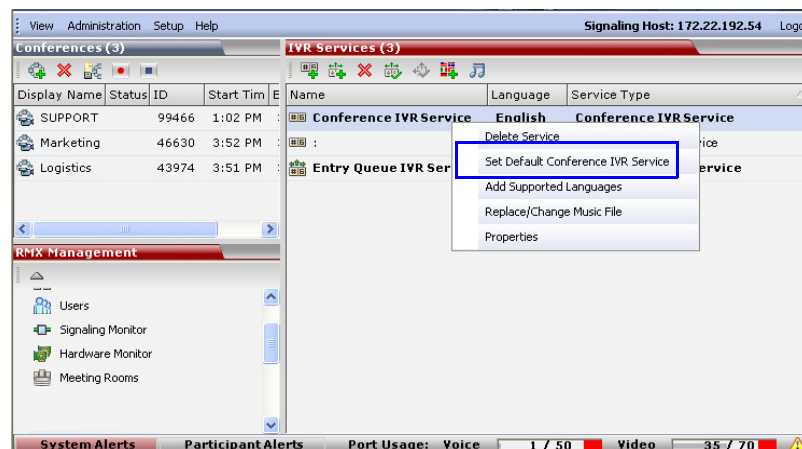 View Administration Setup Help Signaling Host: 172.22.192.54 Logo
Conferences (3)
IVR Services (3)
Display Name Status ID Start Tim E
Name Language Service Type
SUPPORT 99466 1:02 PM
Marketing 46630 3:52 PM
Logistics 43974 3:51 PM
Conference IVR Service English Conference IVR Service
: vice
Entry Queue IVR Ser ervice
Delete Service
Set Default Conference IVR Service
Add Supported Languages
Replace/Change Music File
Properties
RMX Management
Users
Signaling Monitor
Hardware Monitor
Meeting Rooms
System Alerts Participant Alerts Port Usage: Voice 1 / 50 Video 35 / 70